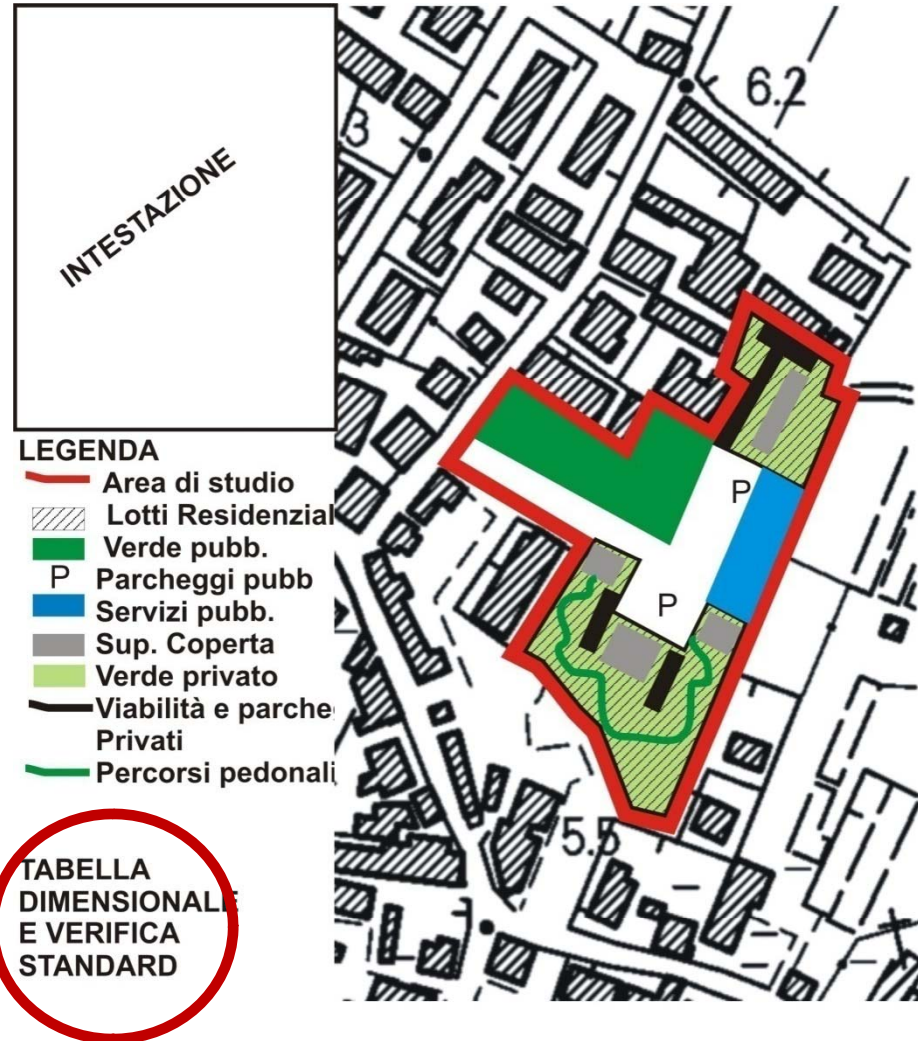 INTESTAZIONE
LEGENDA
Area di studio
Lotti Residenzial
Verde pubb.
P Parcheggi pubb
Servizi pubb.
Sup. Coperta
Verde privato
Viabilità e parche
Privati
Percorsi pedonali
TABELLA
DIMENSIONALE
E VERIFICA
STANDARD
6.2
3
P
P
5.5